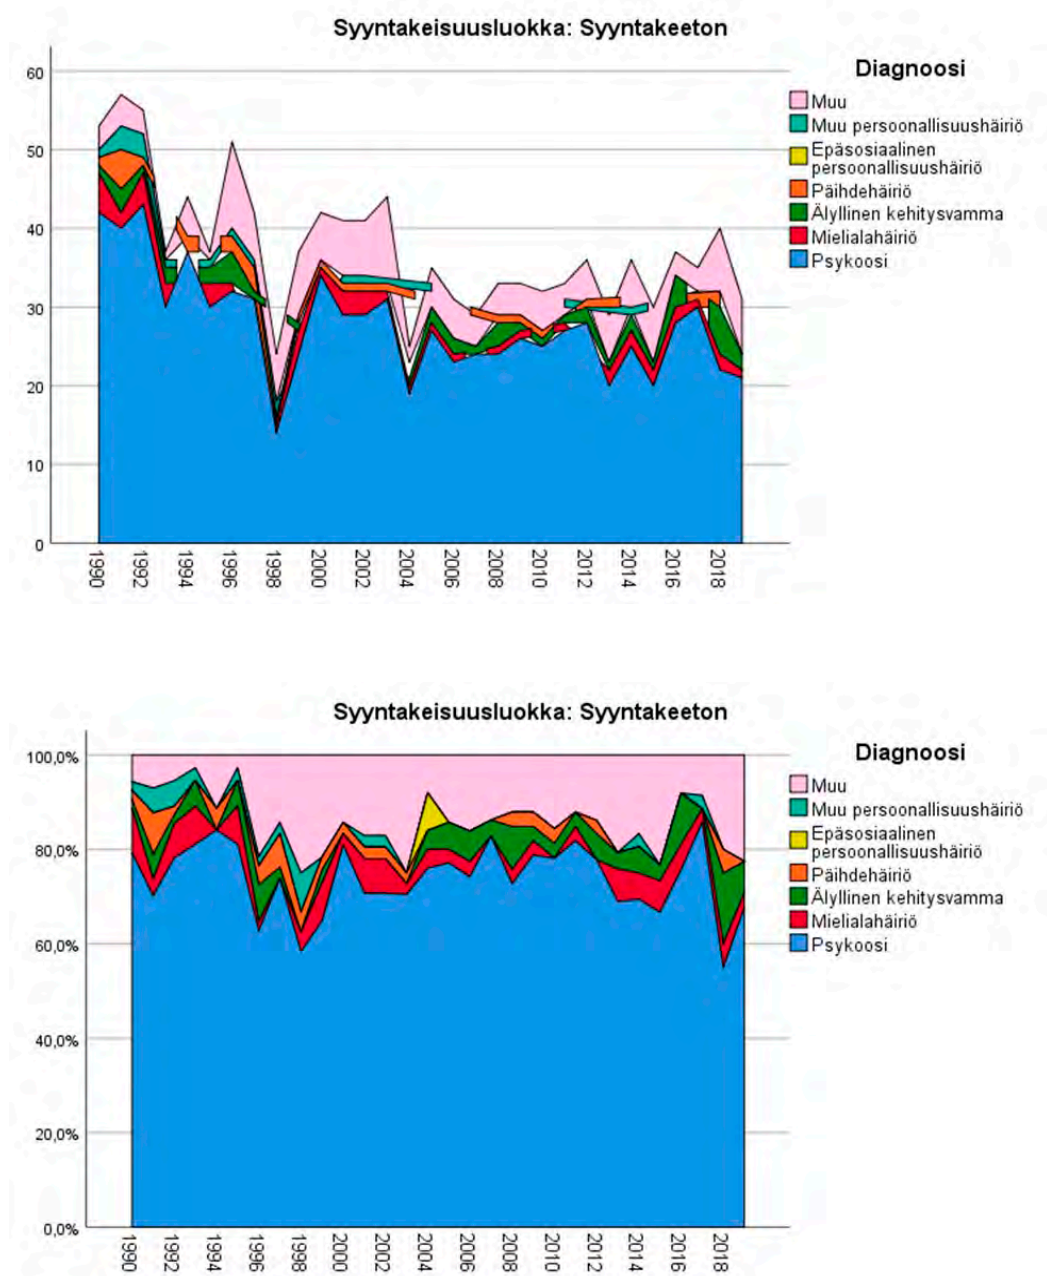 Syyntakeisuusluokka: Syyntakeeton
Diagnoosi
Muu
Muu persoonallisuushäiriö
Epäsosiaalinen
persoonallisuushäiriö
Päihdehäiriö
Älyllinen kehitysvamma
Mielialahäiriö
Psykoosi
60
50
40
30
20
10
0
1990
1992
1994
1996
1998
2000
2002
2004
2006
2008
2010
2012
2014
2016
2018
Syyntakeisuusluokka: Syyntakeeton
Diagnoosi
Muu
Muu persoonallisuushäiriö
Epäsosiaalinen
persoonallisuushäiriö
Päihdehäiriö
Älyllinen kehitysvamma
Mielialahäiriö
Psykoosi
100,0%
80,0%
60,0%
40,0%
20,0%
0,0%
1990
1992
1994
1996
1998
2000
2002
2004
2006
2008
2010
2012
2014
2016
2018